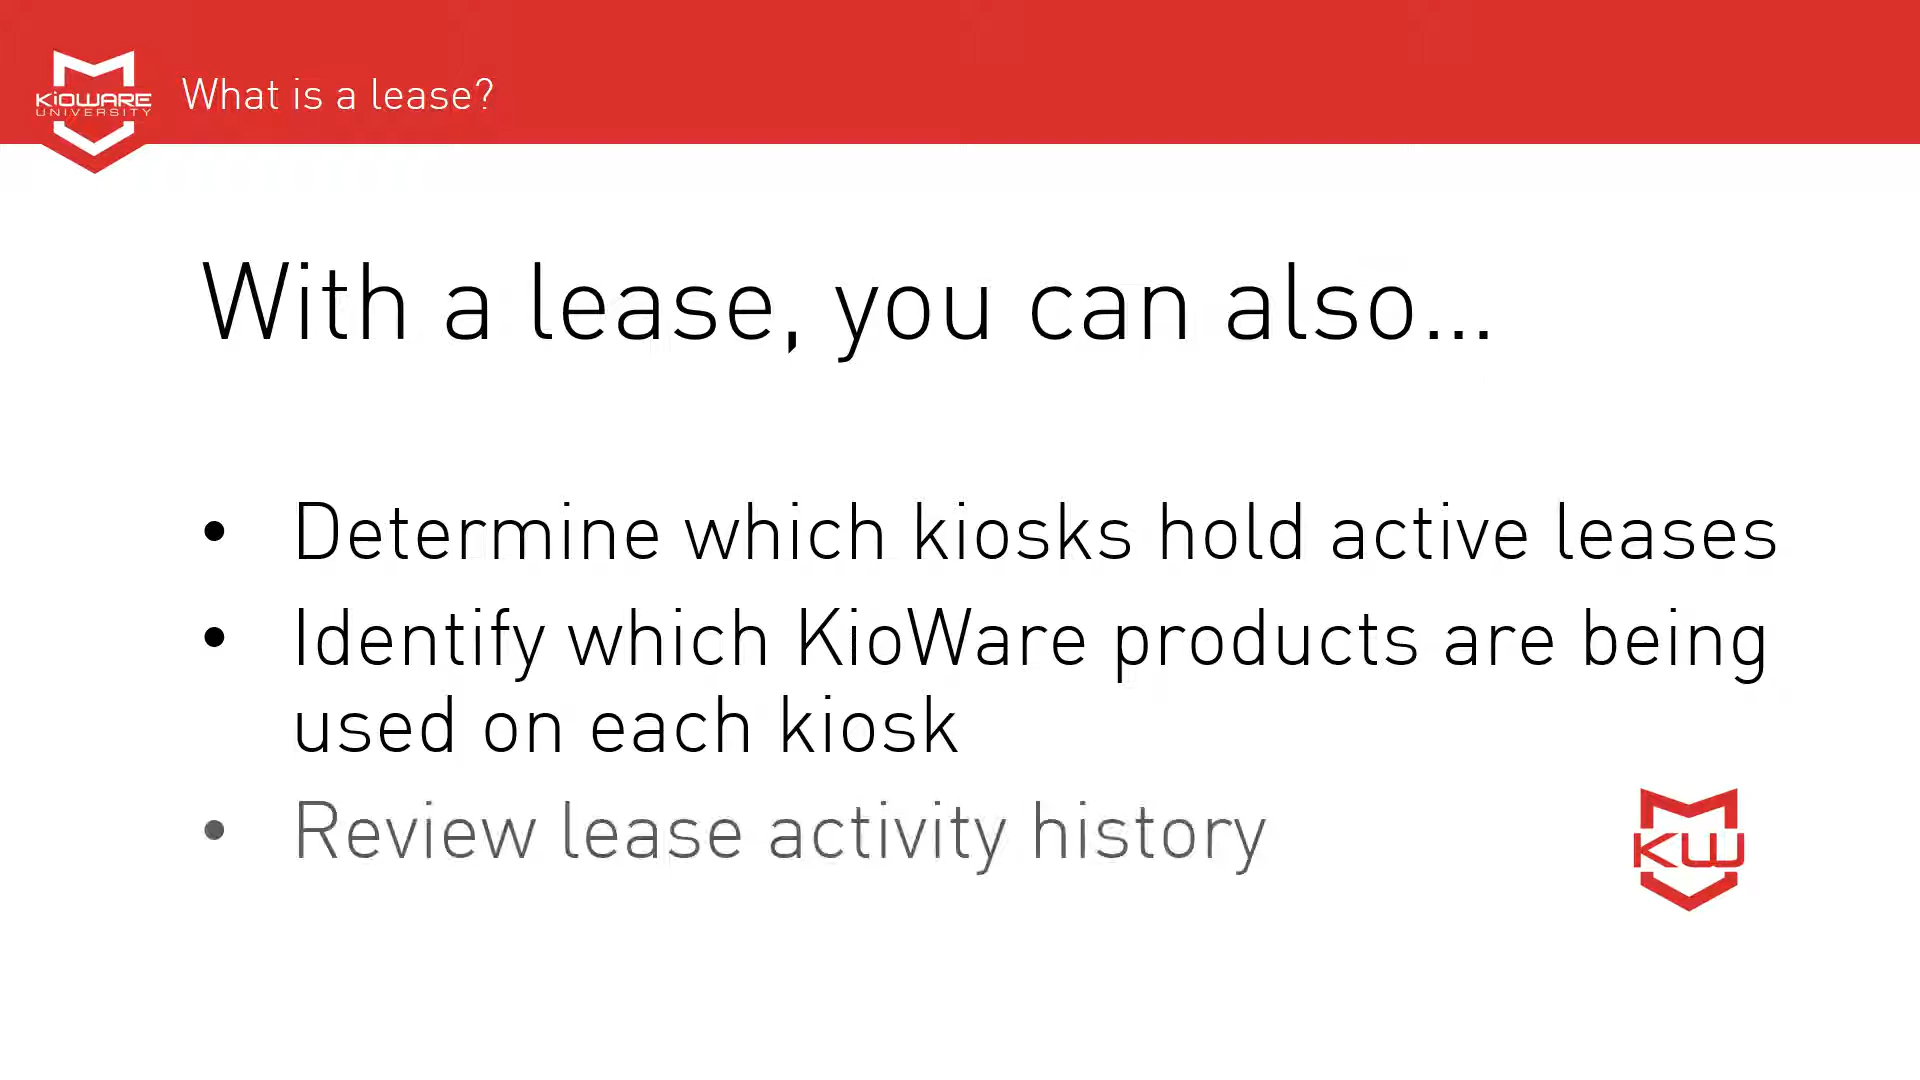 KiOWARE
UNIVERSITY
What is a lease?
With a lease, you can also...
• Determine which kiosks hold active leases
• Identify which KioWare products are being
used on each kiosk
• Review lease activity history
KW